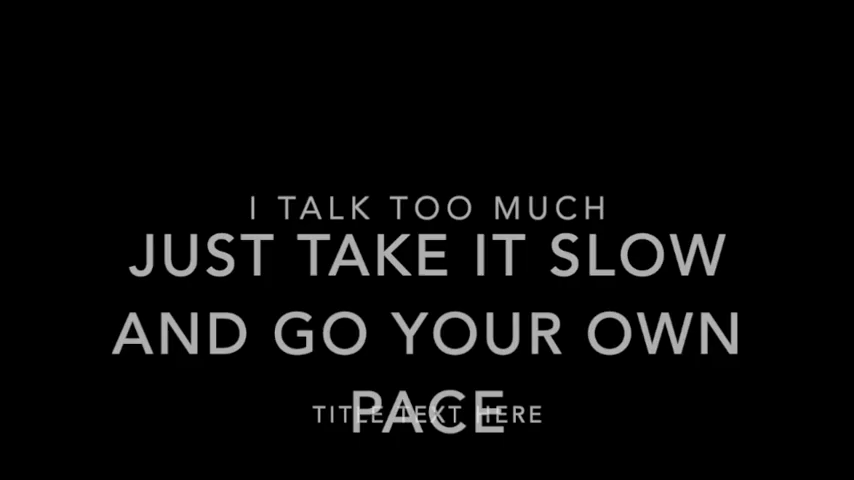 I TALK TOO MUCH
JUST TAKE IT SLOW
AND GO YOUR OWN
PACE
TITLE TEXT HERE